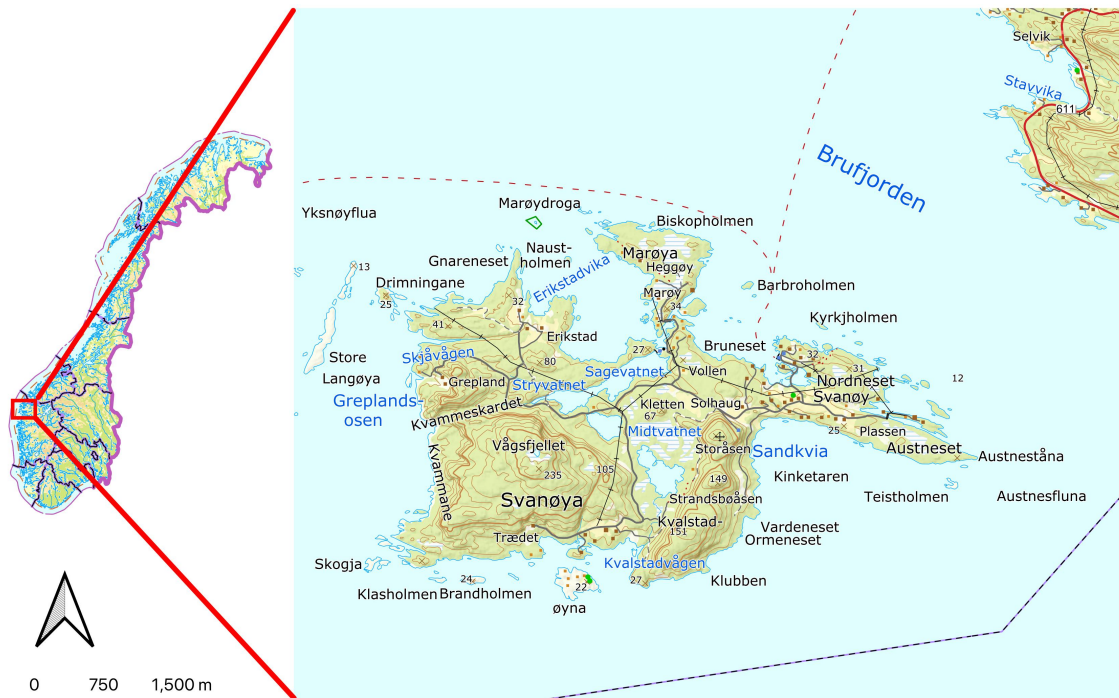 Selvik
Stavvika
611
Brufjorden
Marøydroga
Yksnøyflua
Biskopholmen
Naust-
holmen
Marøya
Gnareneset
Heggøy
13
Erikstadvika
Drimningane
Marøy
Barbroholmen
25
32
34
Kyrkjholmen
41
Erikstad
Bruneset
Store
Skjåvågen
80
27
32
Langøya
Sagevatnet
Vollen
31
Grepland
Stryvatnet
Nordneset
12
Greplands-
osen
Kvammeskardet
Kletten
Solhaug
Svanøy
67
25
Plassen
Midtvatnet
Vågsfjellet
Storåsen
Sandkvia
Austneset
Austneståna
Kvammane
235
105
149
Kinketaren
Svanøya
Strandsbøåsen
Teistholmen
Austnesfluna
Kvalstad-
Vardeneset
Trædet
151
Ormeneset
Skogja
Kvalstadvågen
24
22
27
Klubben
Klasholmen
Brandholmen
øyna
0 750 1,500 m